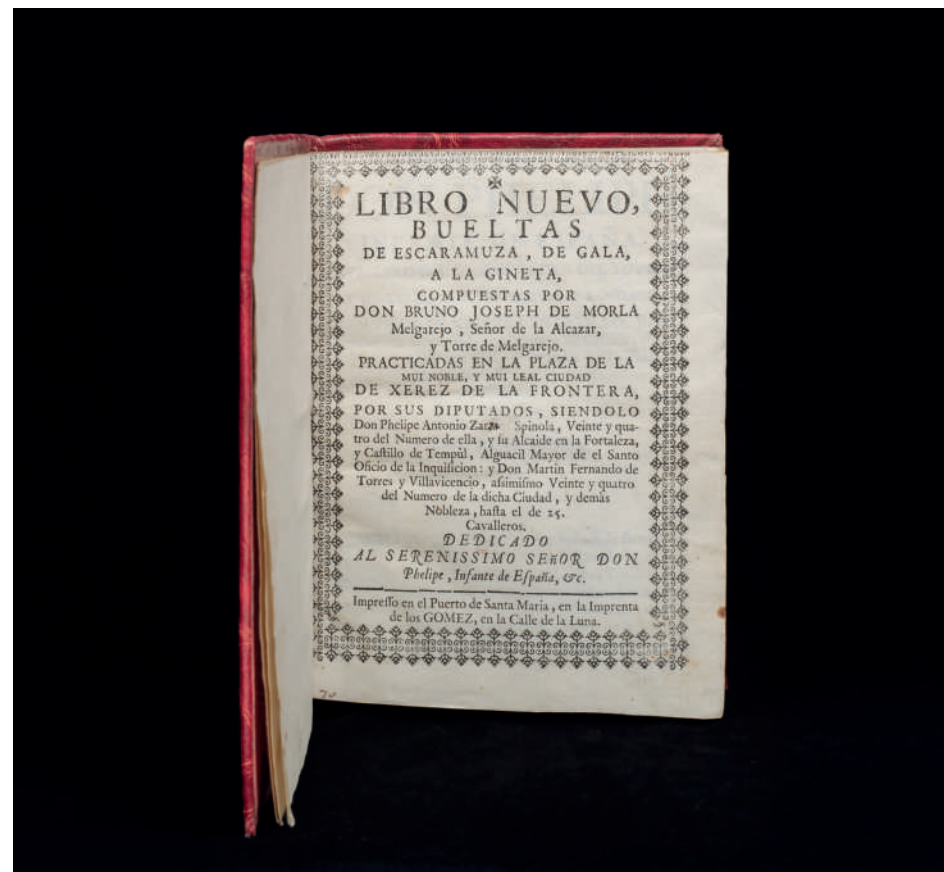 ✠
LIBRO NUEVO,
BUELTAS
DE ESCARAMUZA, DE GALA,
A LA GINETA,
COMPUESTAS POR
DON BRUNO JOSEPH DE MORLA
Melgarejo, Señor de la Alcazar,
y Torre de Melgarejo.
PRACTICADAS EN LA PLAZA DE LA
MUI NOBLE, Y MUI LEAL CIUDAD
DE XEREZ DE LA FRONTERA,
POR SUS DIPUTADOS, SIENDOLO
Don Phelipe Antonio Spinola, Veinte y qua-
tro del Numero de ella, y ſu Alcaide en la Fortaleza,
y Caſtillo de Tempùl, Alguacil Mayor de el Santo
Oficio de la Inquiſicion: y Don Martin Fernando de
Torres y Villavicencio, aſsimiſmo Veinte y quatro
del Numero de la dicha Ciudad, y demàs
Nobleza, haſta el de 25.
Cavalleros.
DEDICADO
AL SERENISSIMO SEñOR DON
Phelipe, Infante de Eſpaña, &c.
Impreſſo en el Puerto de Santa Maria, en la Imprenta
de los GOMEZ, en la Calle de la Luna.